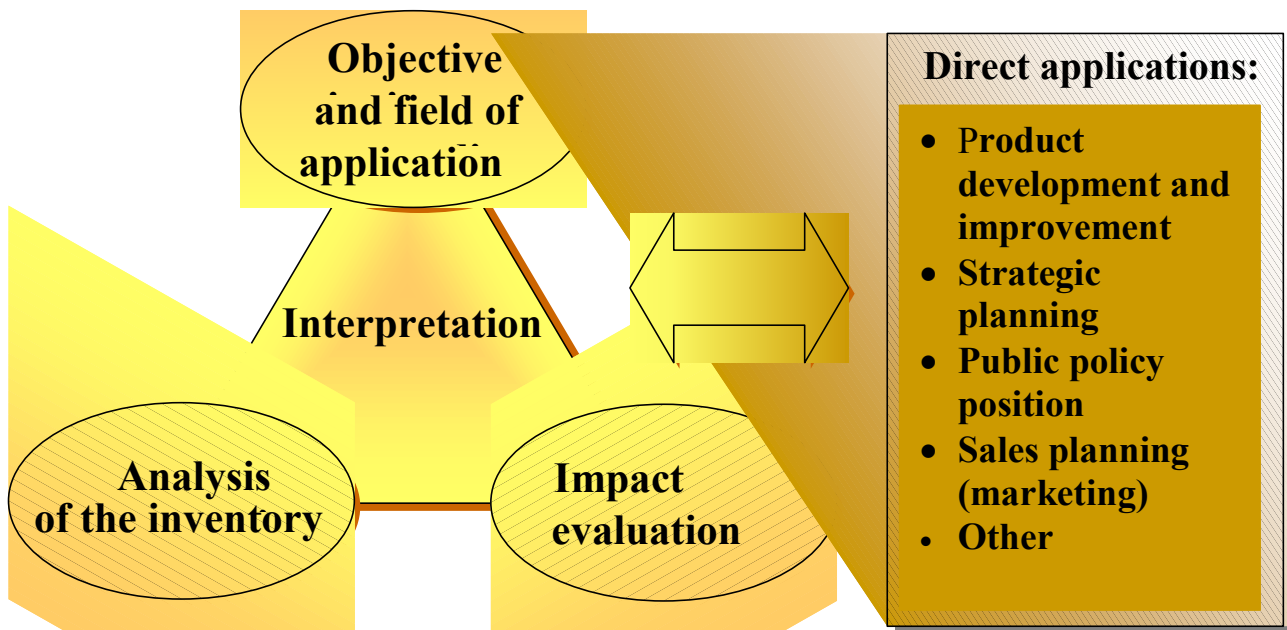 Objective
and field of
application
Interpretation
Analysis
of the inventory
Impact
evaluation
Direct applications:
• Product
development and
improvement
• Strategic
planning
• Public policy
position
• Sales planning
(marketing)
• Other